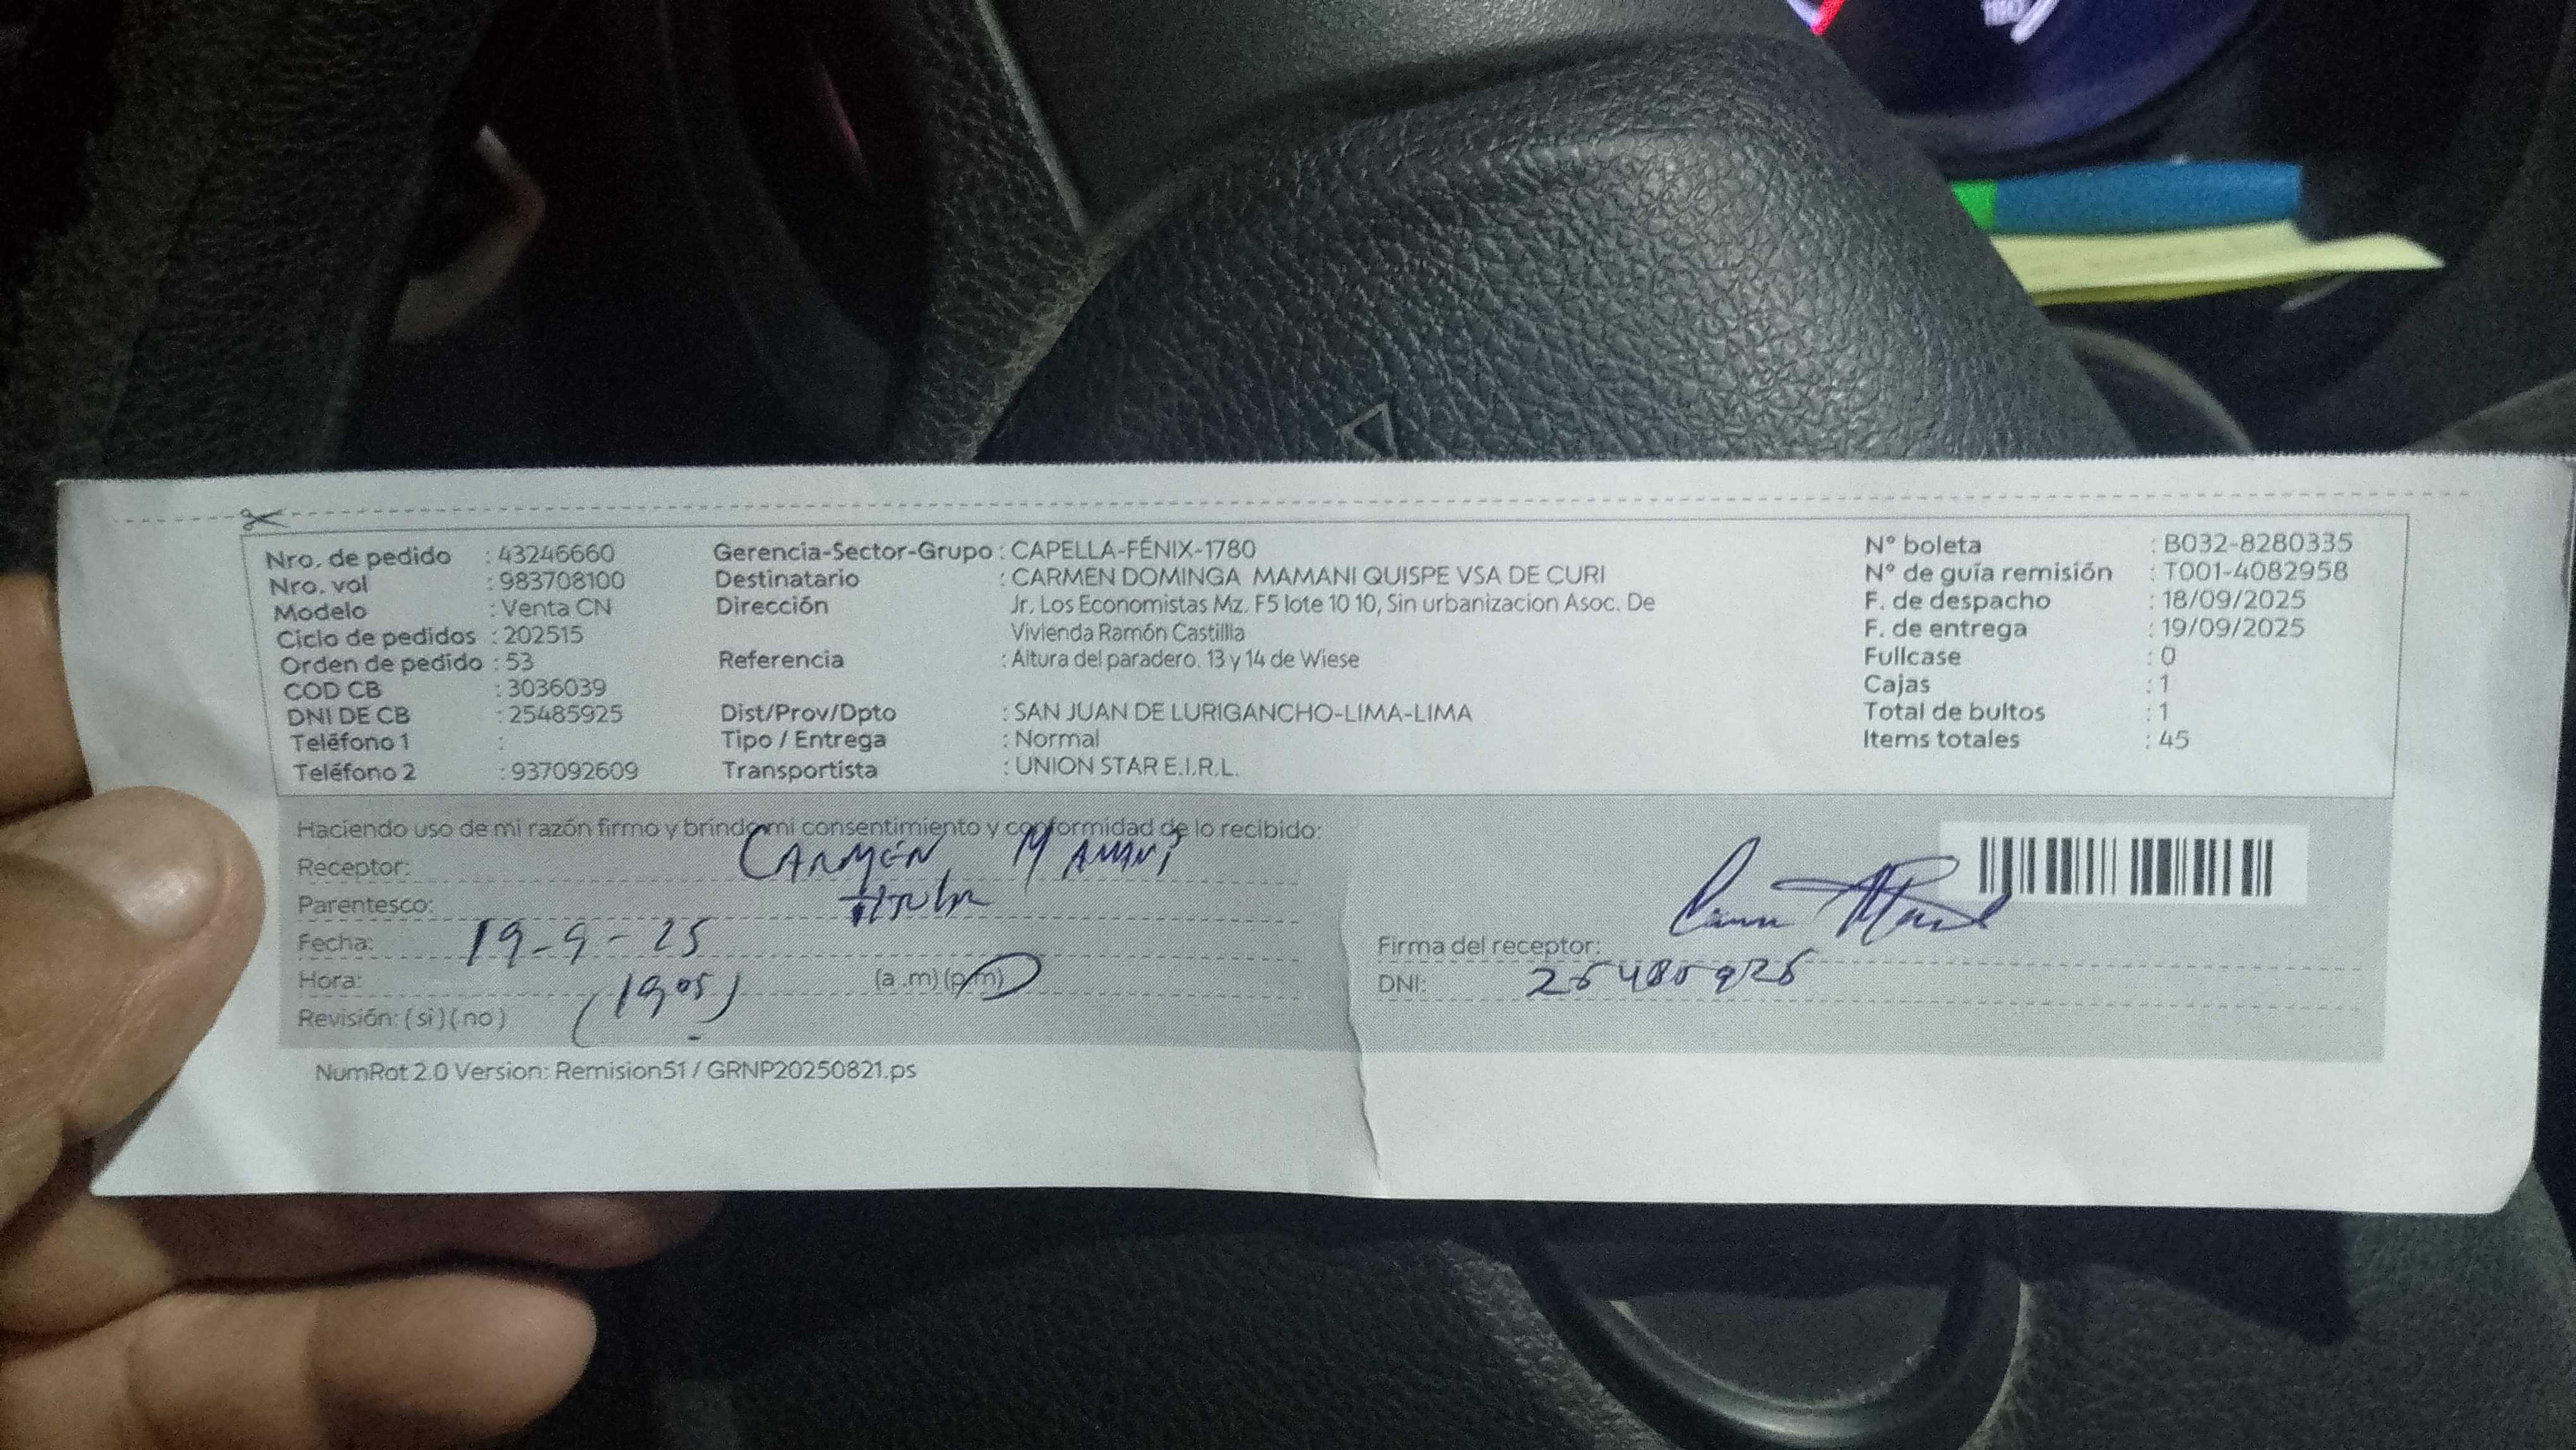 Nro. de pedido : 43246660
Nro. vol : 983708100
Modelo : Venta CN
Ciclo de pedidos : 202515
Orden de pedido : 53
COD CB : 3036039
DNI DE CB : 25485925
Teléfono 1 :
Teléfono 2 : 937092609
Gerencia-Sector-Grupo : CAPELLA-FÉNIX-1780
Destinatario : CARMEN DOMINGA MAMANI QUISPE VSA DE CURI
Dirección Jr. Los Economistas Mz. F5 lote 10 10, Sin urbanizacion Asoc. De
Vivienda Ramón Castillla
Referencia : Altura del paradero. 13 y 14 de Wiese
Dist/Prov/Dpto : SAN JUAN DE LURIGANCHO-LIMA-LIMA
Tipo / Entrega : Normal
Transportista : UNION STAR E.I.R.L.
N° boleta : B032-8280335
N° de guía remisión : T001-4082958
F. de despacho : 18/09/2025
F. de entrega : 19/09/2025
Fullcase : 0
Cajas : 1
Total de bultos : 1
Items totales : 45
Haciendo uso de mi razón firmo y brindo mi consentimiento y conformidad de lo recibido:
Receptor: CARMEN MAMANI
Parentesco: titular
Fecha: 19-9-25
Hora: (19 05) (a .m) (p.m)
Revisión: ( si ) ( no )
Firma del receptor:
DNI: 25485925
NumRot 2.0 Version: Remision51 / GRNP20250821.ps